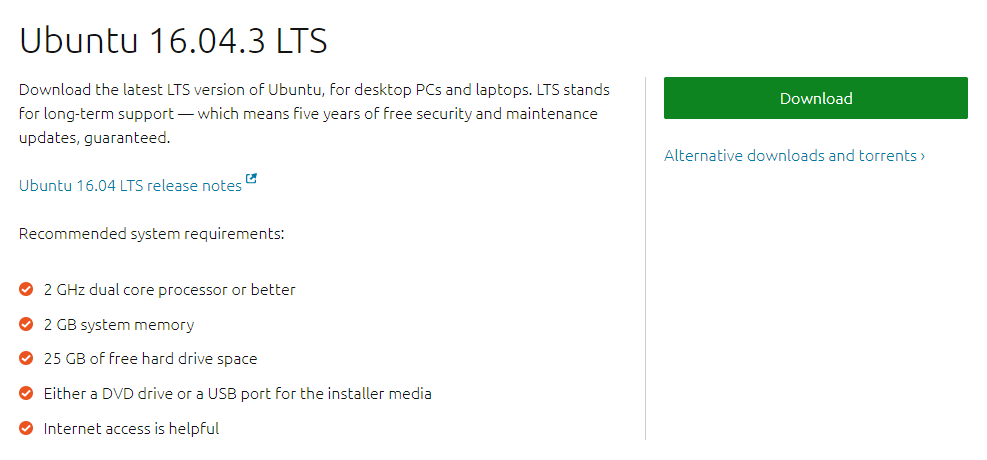 Ubuntu 16.04.3 LTS
Download the latest LTS version of Ubuntu, for desktop PCs and laptops. LTS stands
for long-term support — which means five years of free security and maintenance
updates, guaranteed.
Ubuntu 16.04 LTS release notes
Recommended system requirements:
2 GHz dual core processor or better
2 GB system memory
25 GB of free hard drive space
Either a DVD drive or a USB port for the installer media
Internet access is helpful
Download
Alternative downloads and torrents ›